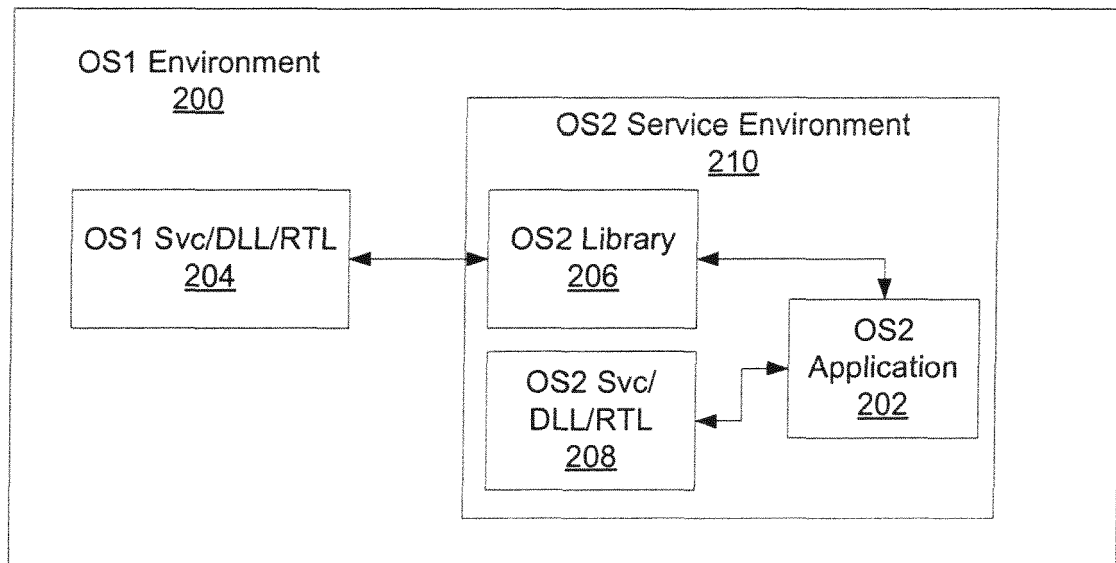 OS1 Environment
200
OS2 Service Environment
210
OS1 Svc/DLL/RTL
204
OS2 Library
206
OS2
Application
202
OS2 Svc/
DLL/RTL
208